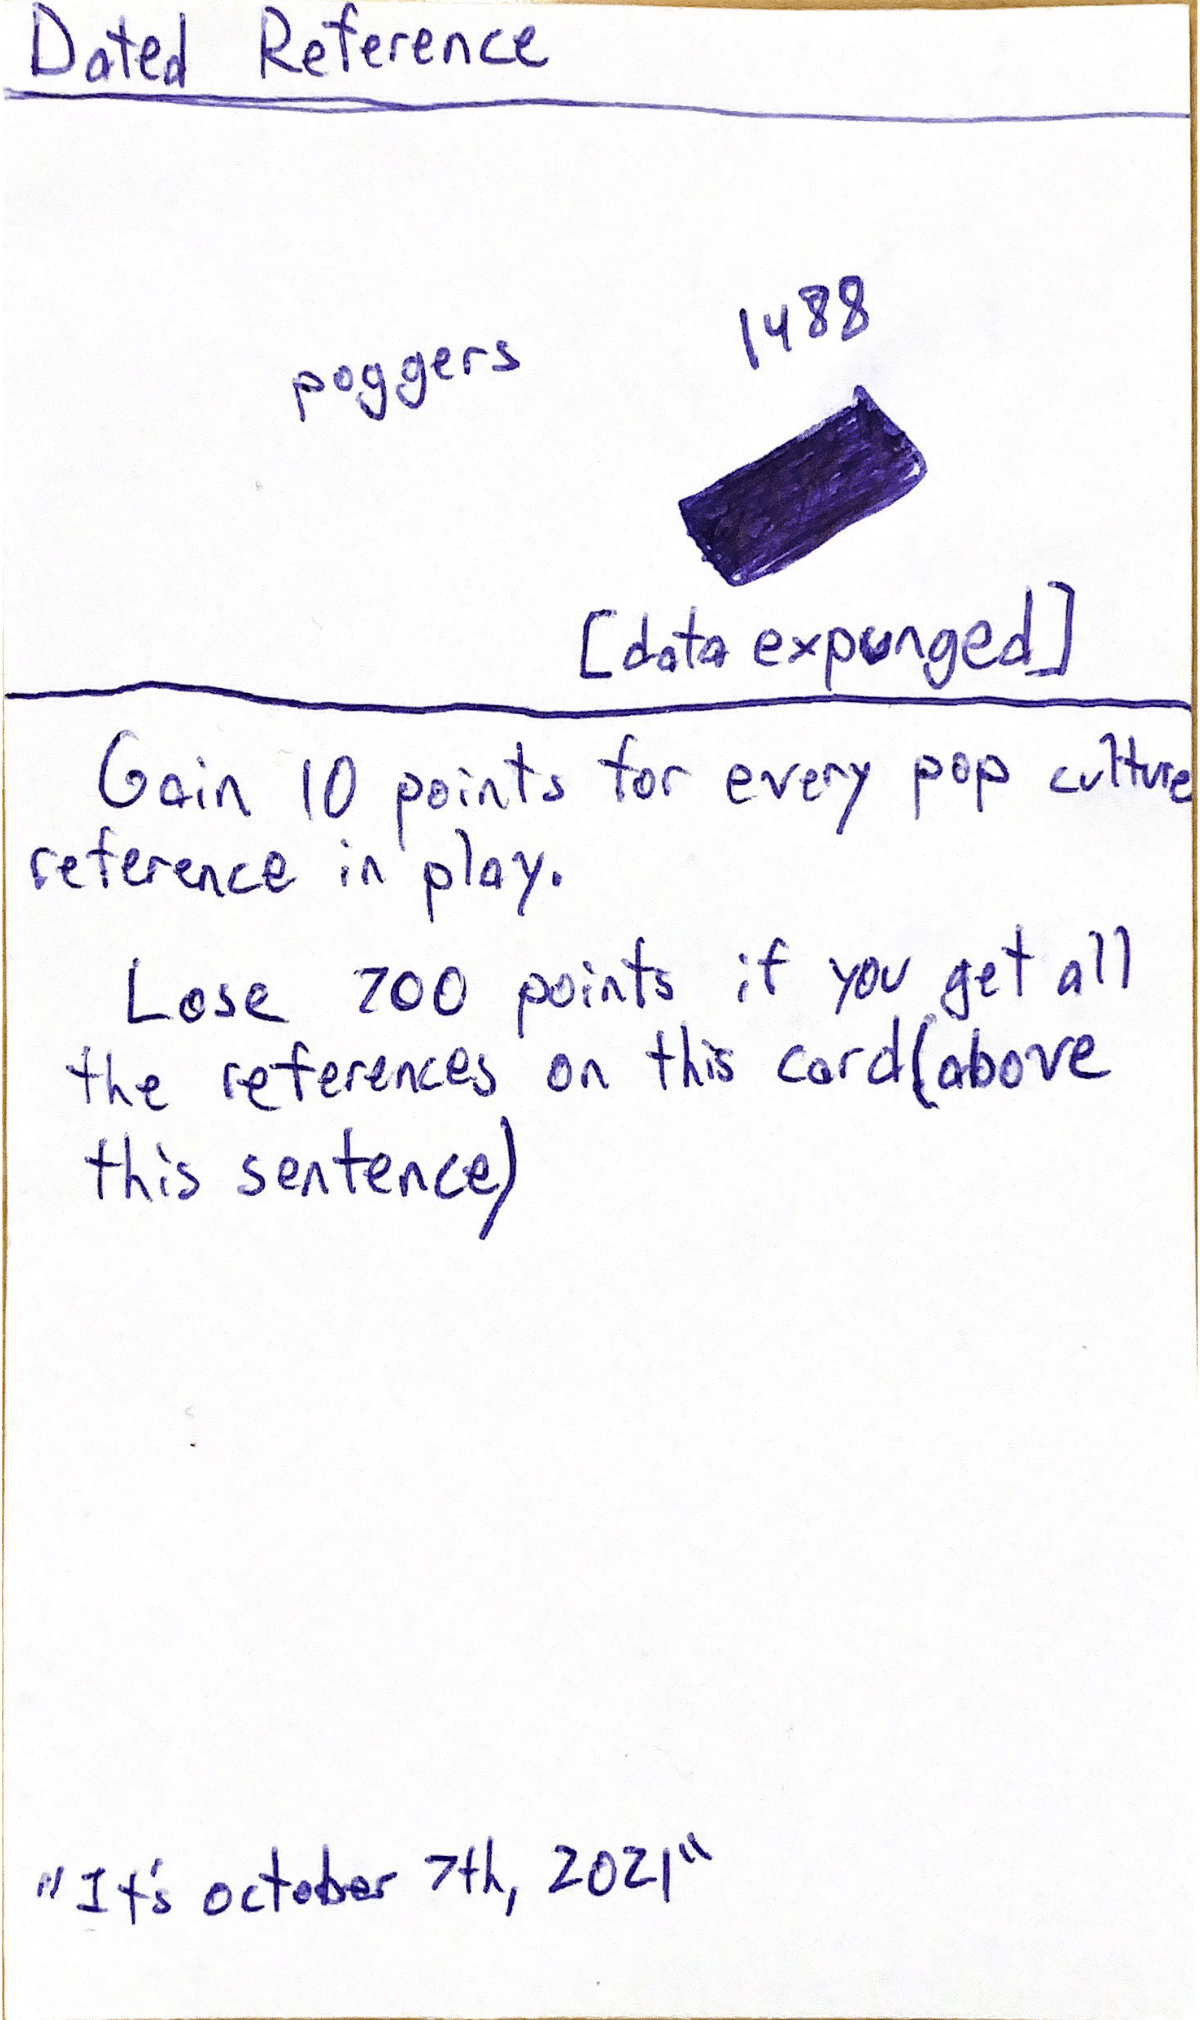 Dated Reference
poggers
1488
[data expunged]
Gain 10 points for every pop culture
reference in play.
Lose 200 points if you get all
the references on this card(above
this sentence)
"It's october 7th, 2021"